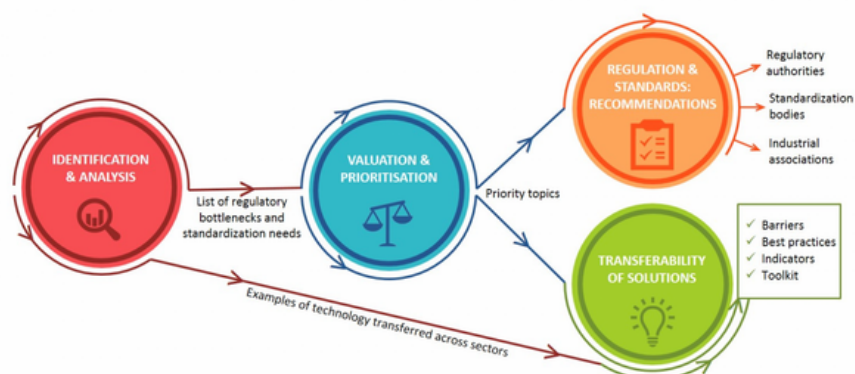 IDENTIFICATION
& ANALYSIS
List of regulatory
bottlenecks and
standardization needs
VALUATION &
PRIORITISATION
Priority topics
REGULATION &
STANDARDS:
RECOMMENDATIONS
Regulatory
authorities
Standardization
bodies
Industrial
associations
TRANSFERABILITY
OF SOLUTIONS
✓ Barriers
✓ Best practices
✓ Indicators
✓ Toolkit
Examples of technology transferred across sectors